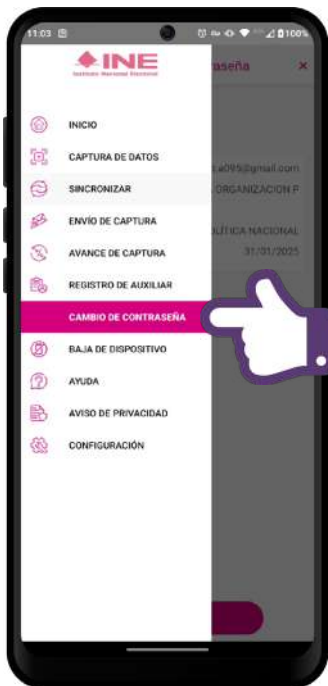 11:03
100%
INE
Instituto Nacional Electoral
aseña ×
INICIO
CAPTURA DE DATOS
a095@gmail.com
SINCRONIZAR
ORGANIZACION P
ENVÍO DE CAPTURA
LÍTICA NACIONAL
AVANCE DE CAPTURA
31/01/2025
REGISTRO DE AUXILIAR
CAMBIO DE CONTRASEÑA
BAJA DE DISPOSITIVO
AYUDA
AVISO DE PRIVACIDAD
CONFIGURACIÓN